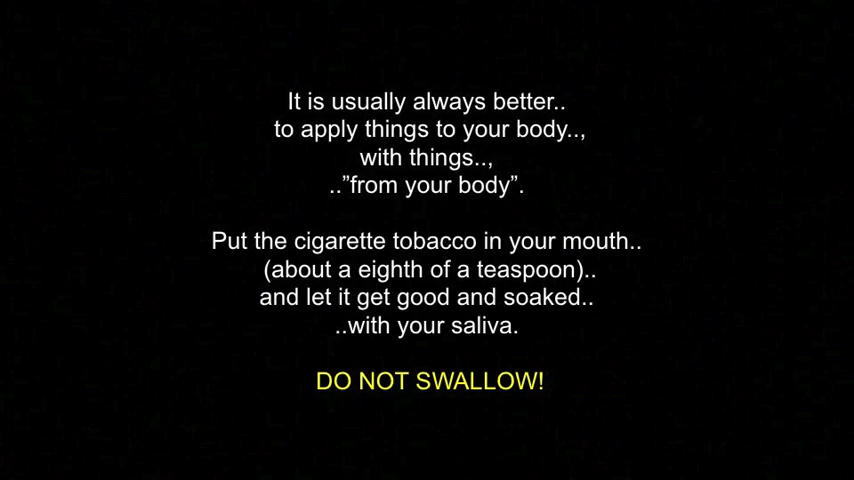 It is usually always better..
to apply things to your body..,
with things..,
..”from your body”.
Put the cigarette tobacco in your mouth..
(about a eighth of a teaspoon)..
and let it get good and soaked..
..with your saliva.
DO NOT SWALLOW!